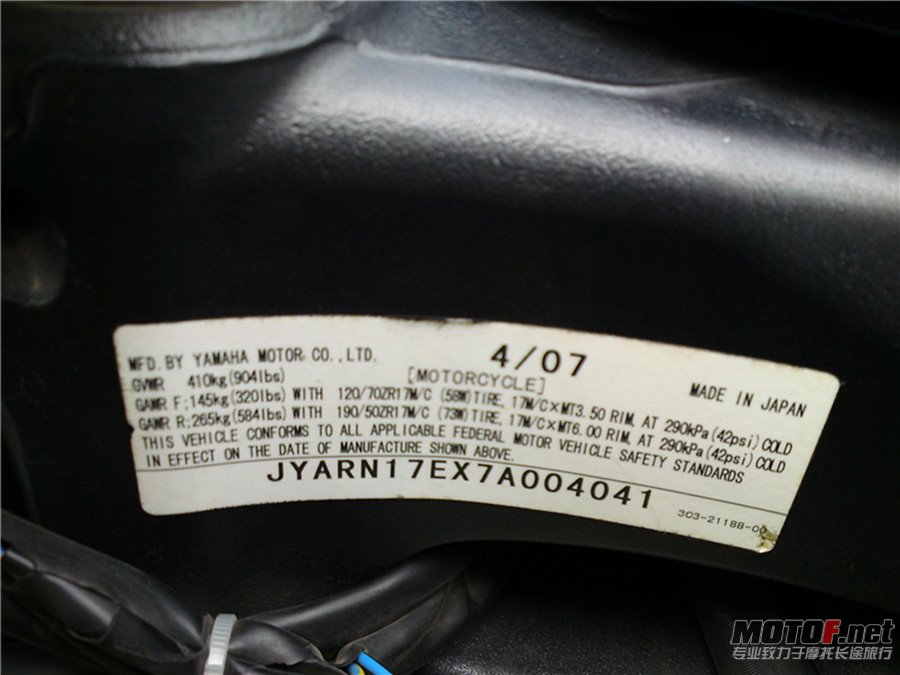 MFD. BY YAMAHA MOTOR CO., LTD. 4/07
GVWR 410kg (904lbs) [MOTORCYCLE] MADE IN JAPAN
GAWR F; 145kg (320lbs) WITH 120/70ZR17M/C (58W) TIRE, 17M/C×MT3.50 RIM, AT 290kPa (42psi) COLD
GAWR R; 265kg (584lbs) WITH 190/50ZR17M/C (73W) TIRE, 17M/C×MT6.00 RIM, AT 290kPa (42psi) COLD
THIS VEHICLE CONFORMS TO ALL APPLICABLE FEDERAL MOTOR VEHICLE SAFETY STANDARDS
IN EFFECT ON THE DATE OF MANUFACTURE SHOWN ABOVE.
JYARN17EX7A004041
3C3-2118B-00
MOTOF.net
专业致力于摩托长途旅行